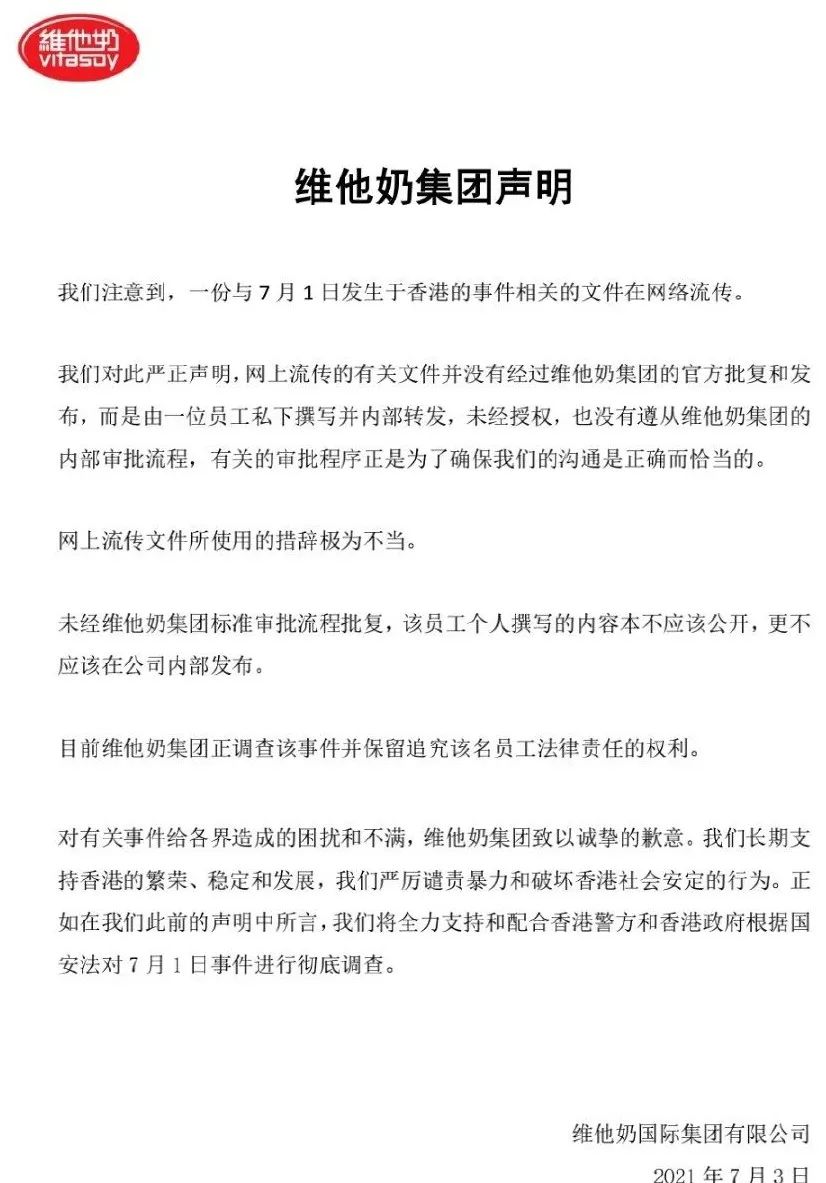 維他奶
vitasoy
维他奶集团声明
我们注意到，一份与 7 月 1 日发生于香港的事件相关的文件在网络流传。
我们对此严正声明，网上流传的有关文件并没有经过维他奶集团的官方批复和发
布，而是由一位员工私下撰写并内部转发，未经授权，也没有遵从维他奶集团的
内部审批流程，有关的审批程序正是为了确保我们的沟通是正确而恰当的。
网上流传文件所使用的措辞极为不当。
未经维他奶集团标准审批流程批复，该员工个人撰写的内容本不应该公开，更不
应该在公司内部发布。
目前维他奶集团正调查该事件并保留追究该名员工法律责任的权利。
对有关事件给各界造成的困扰和不满，维他奶集团致以诚挚的歉意。我们长期支
持香港的繁荣、稳定和发展，我们严厉谴责暴力和破坏香港社会安定的行为。正
如在我们此前的声明中所言，我们将全力支持和配合香港警方和香港政府根据国
安法对 7 月 1 日事件进行彻底调查。
维他奶国际集团有限公司
2021 年 7 月 3 日